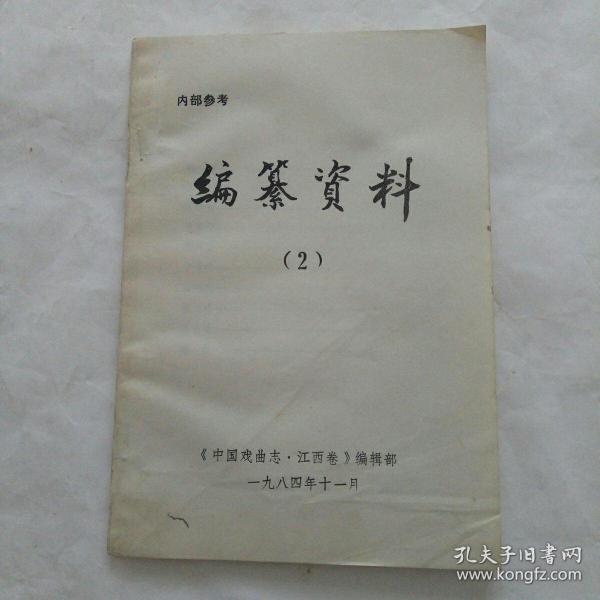 内部参考
编纂資料
(2)
《中国戏曲志·江西卷》编辑部
一九八四年十一月
孔夫子旧书网
www.kongfz.com